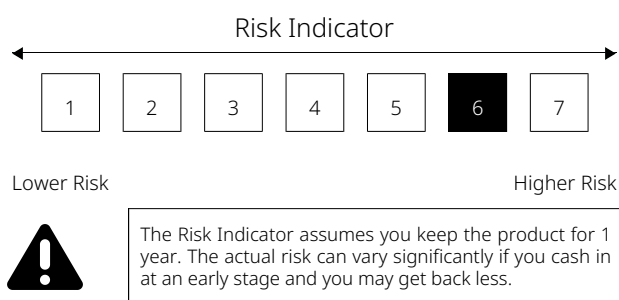 Risk Indicator
1 2 3 4 5 6 7
Lower Risk Higher Risk
The Risk Indicator assumes you keep the product for 1
year. The actual risk can vary significantly if you cash in
at an early stage and you may get back less.